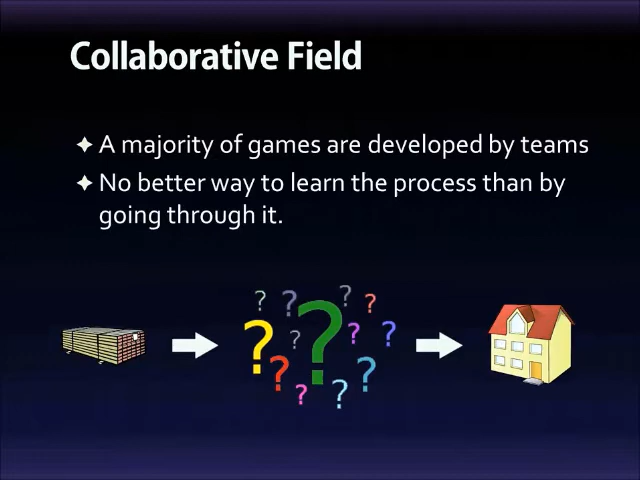 Collaborative Field
A majority of games are developed by teams
No better way to learn the process than by
going through it.
? ? ? ? ? ? ? ? ? ? ? ? ?